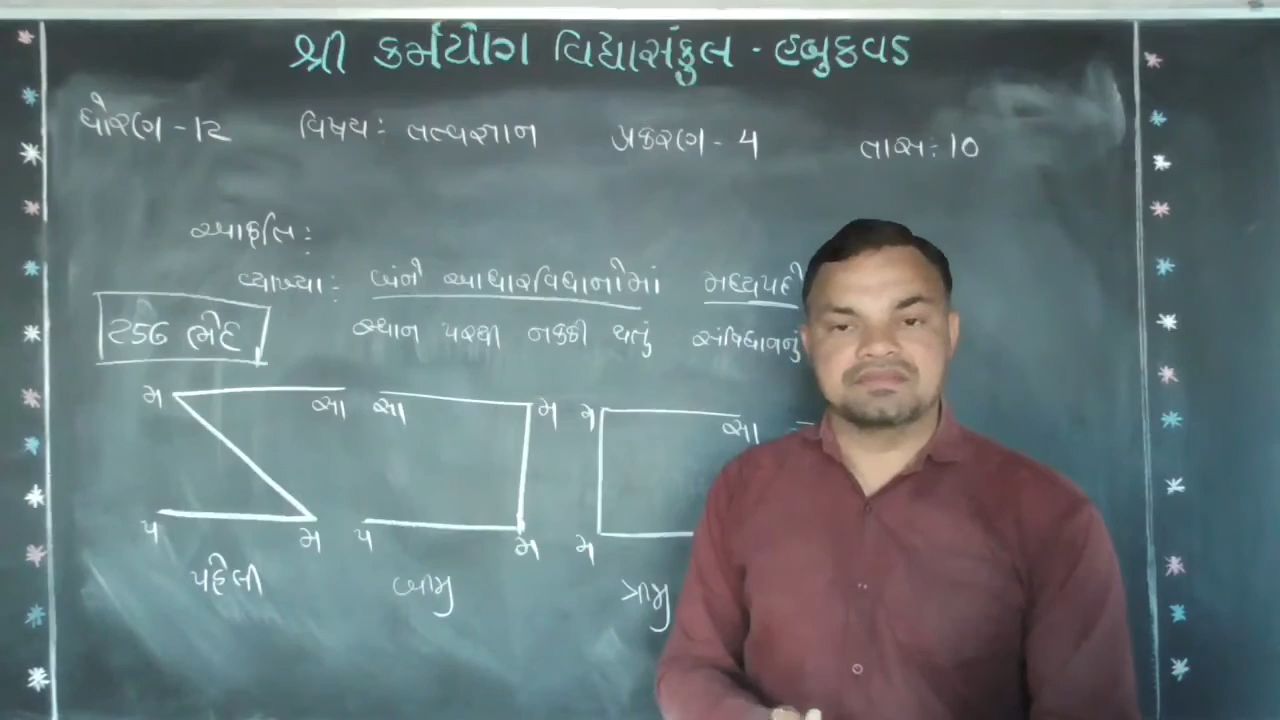 શ્રી કર્મયોગ વિદ્યાસંકુલ - હબુકવડ
ધોરણ - 12 વિષય: તત્વજ્ઞાન પ્રકરણ - 4 તાસ: 10
આકૃતિ:
વ્યાખ્યા: બંને આધારવિધાનોમાં મધ્યપદ
256 ભેદ સ્થાન પરથી નક્કી થતું સંવિધાનનું
મ સા સા મ મ સા
પ મ પ મ મ
પહેલી બીજી ત્રીજી